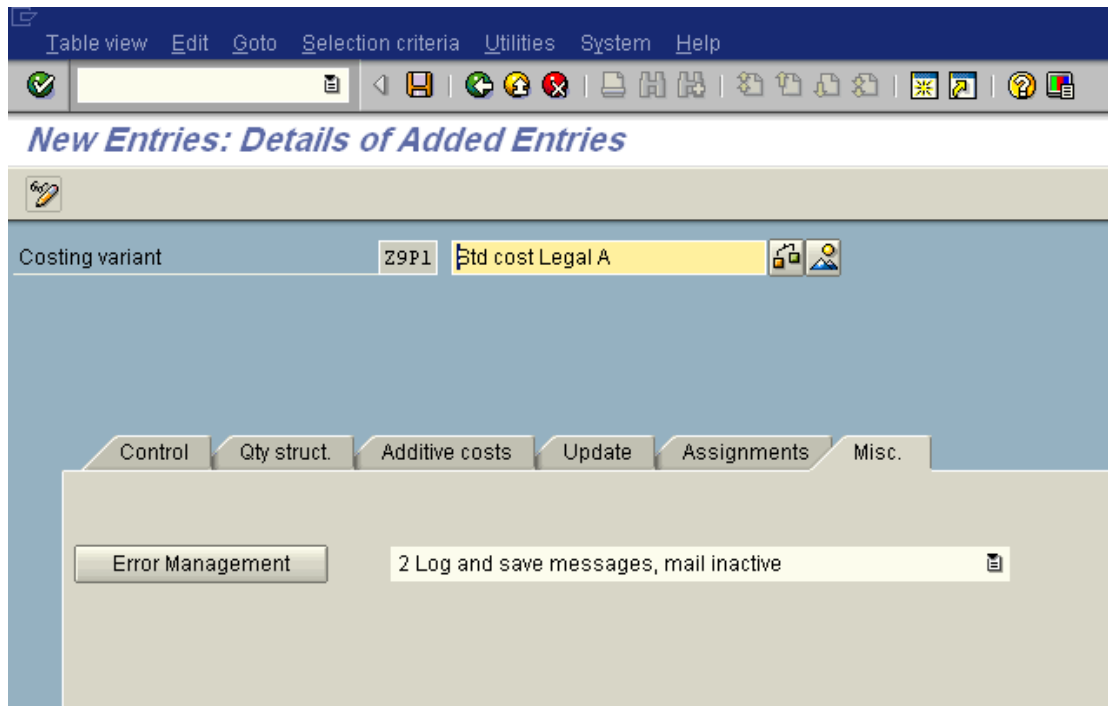 Table view Edit Goto Selection criteria Utilities System Help
New Entries: Details of Added Entries
Costing variant Z9P1 Std cost Legal A
Control Qty struct. Additive costs Update Assignments Misc.
Error Management 2 Log and save messages, mail inactive